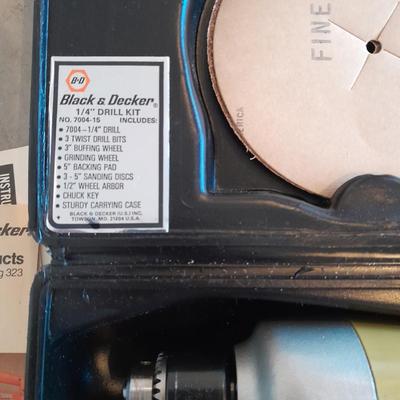 B-D
Black & Decker®
1/4" DRILL KIT
NO. 7004-15 INCLUDES:
• 7004-1/4" DRILL
• 3 TWIST DRILL BITS
• 3" BUFFING WHEEL
• GRINDING WHEEL
• 5" BACKING PAD
• 3 - 5" SANDING DISCS
• 1/2" WHEEL ARBOR
• CHUCK KEY
• STURDY CARRYING CASE
BLACK & DECKER (U.S.) INC.
TOWSON, MD. 21204 U.S.A.
FINE
ERICA
INSTR
cker
ucts
g 323